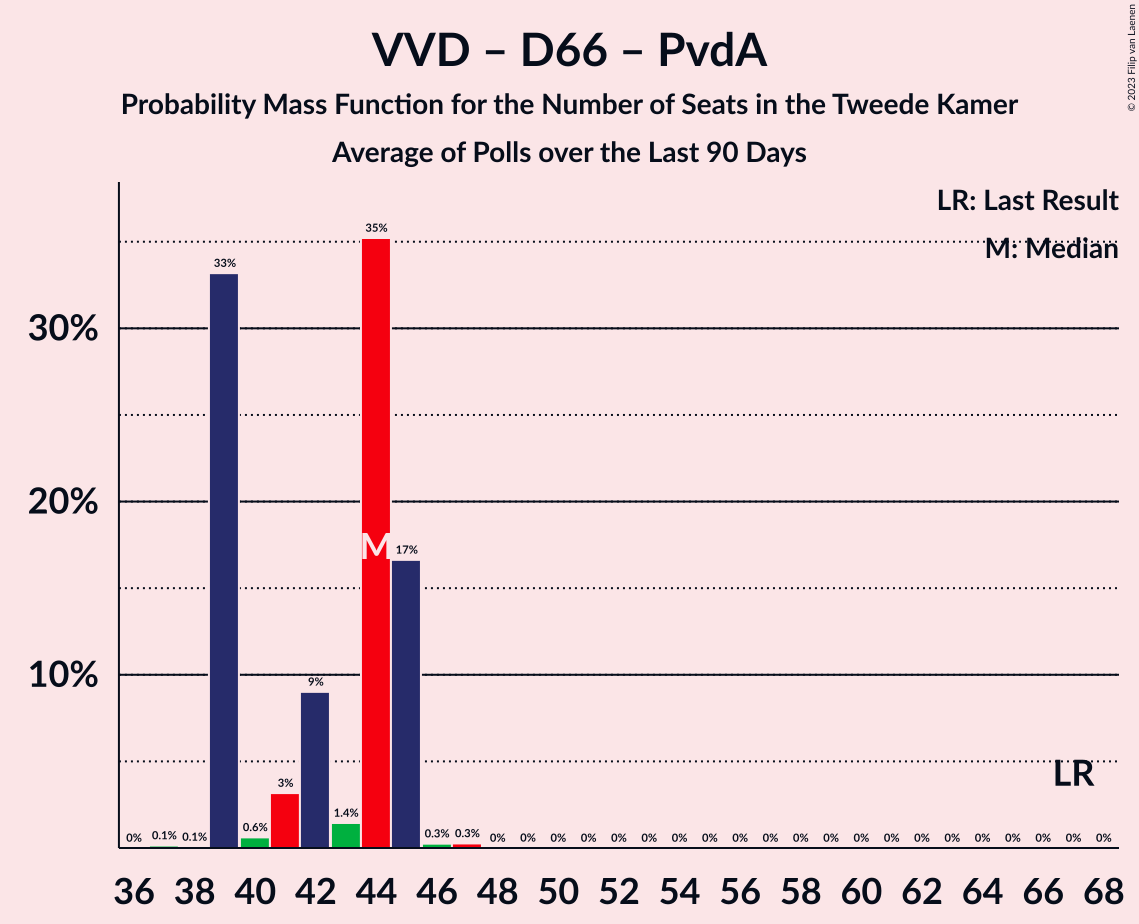 VVD – D66 – PvdA
Probability Mass Function for the Number of Seats in the Tweede Kamer
Average of Polls over the Last 90 Days
© 2023 Filip van Laenen
LR: Last Result
M: Median
30%
20%
10%
0% 0.1% 0.1% 33% 0.6% 3% 9% 1.4% 35% 17% 0.3% 0.3% 0% 0% 0% 0% 0% 0% 0% 0% 0% 0% 0% 0% 0% 0% 0% 0% 0% 0% 0% 0% 0%
M
LR
36 38 40 42 44 46 48 50 52 54 56 58 60 62 64 66 68